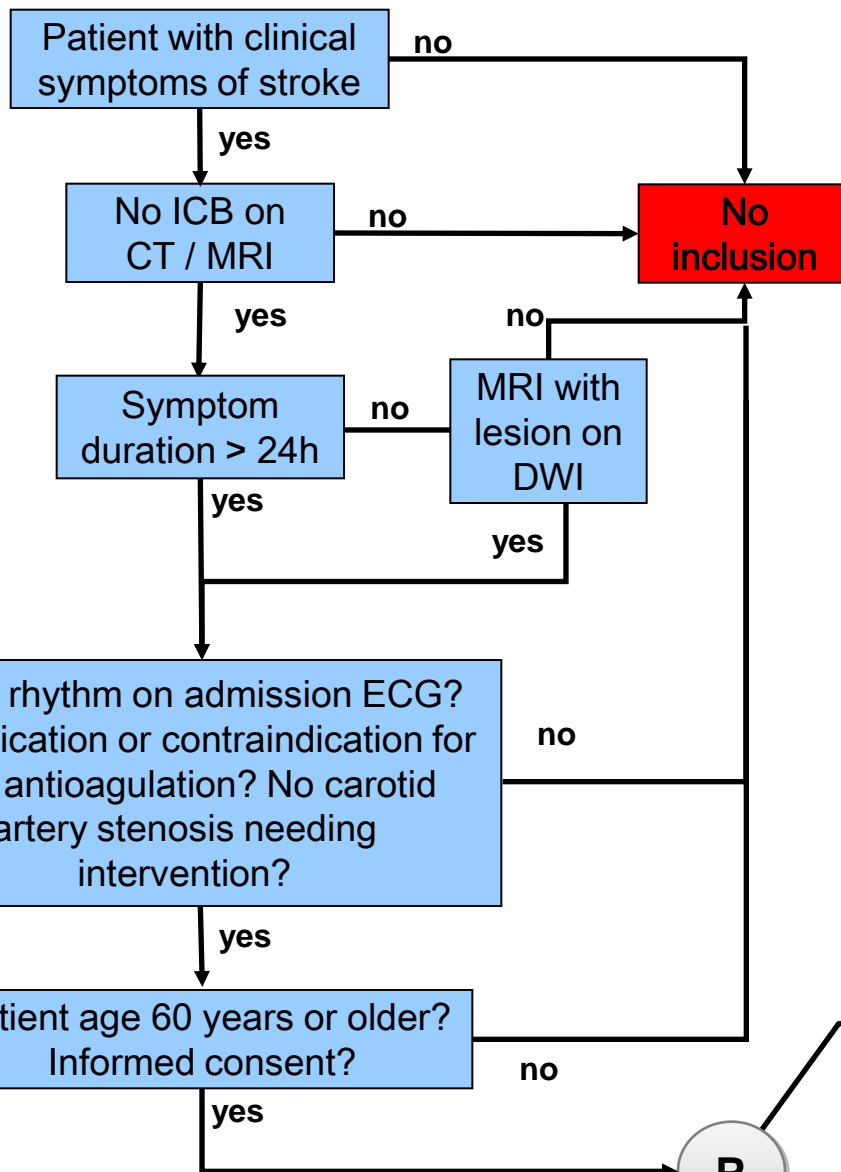 Patient with clinical
symptoms of stroke
no
yes
No ICB on
CT / MRI
no
No
inclusion
yes
no
Symptom
duration > 24h
no
MRI with
lesion on
DWI
yes
yes
rhythm on admission ECG?
or contraindication for
antioagulation? No carotid
artery stenosis needing
intervention?
no
yes
age 60 years or older?
Informed consent?
no
yes
R